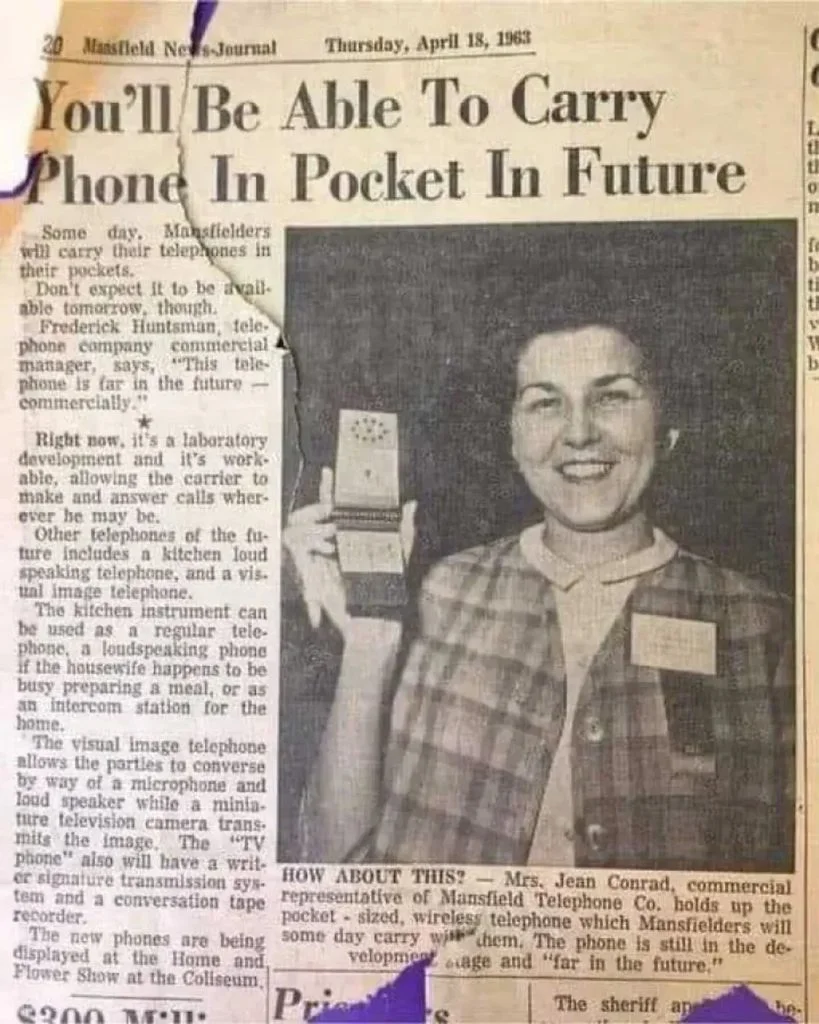 20 Mansfield News-Journal Thursday, April 18, 1963
You'll Be Able To Carry
Phone In Pocket In Future
Some day, Mansfielders
will carry their telephones in
their pockets.
Don't expect it to be avail-
able tomorrow, though.
Frederick Huntsman, tele-
phone company commercial
manager, says, "This tele-
phone is far in the future —
commercially."
★
Right now, it's a laboratory
development and it's work-
able, allowing the carrier to
make and answer calls wher-
ever he may be.
Other telephones of the fu-
ture includes a kitchen loud
speaking telephone, and a vis-
ual image telephone.
The kitchen instrument can
be used as a regular tele-
phone, a loudspeaking phone
if the housewife happens to be
busy preparing a meal, or as
an intercom station for the
home.
The visual image telephone
allows the parties to converse
by way of a microphone and
loud speaker while a minia-
ture television camera trans-
mits the image. The "TV
phone" also will have a writ-
er signature transmission sys-
tem and a conversation tape
recorder.
The new phones are being
displayed at the Home and
Flower Show at the Coliseum.
HOW ABOUT THIS? — Mrs. Jean Conrad, commercial
representative of Mansfield Telephone Co. holds up the
pocket - sized, wireless telephone which Mansfielders will
some day carry with them. The phone is still in the de-
velopment stage and "far in the future."
$200
The sheriff